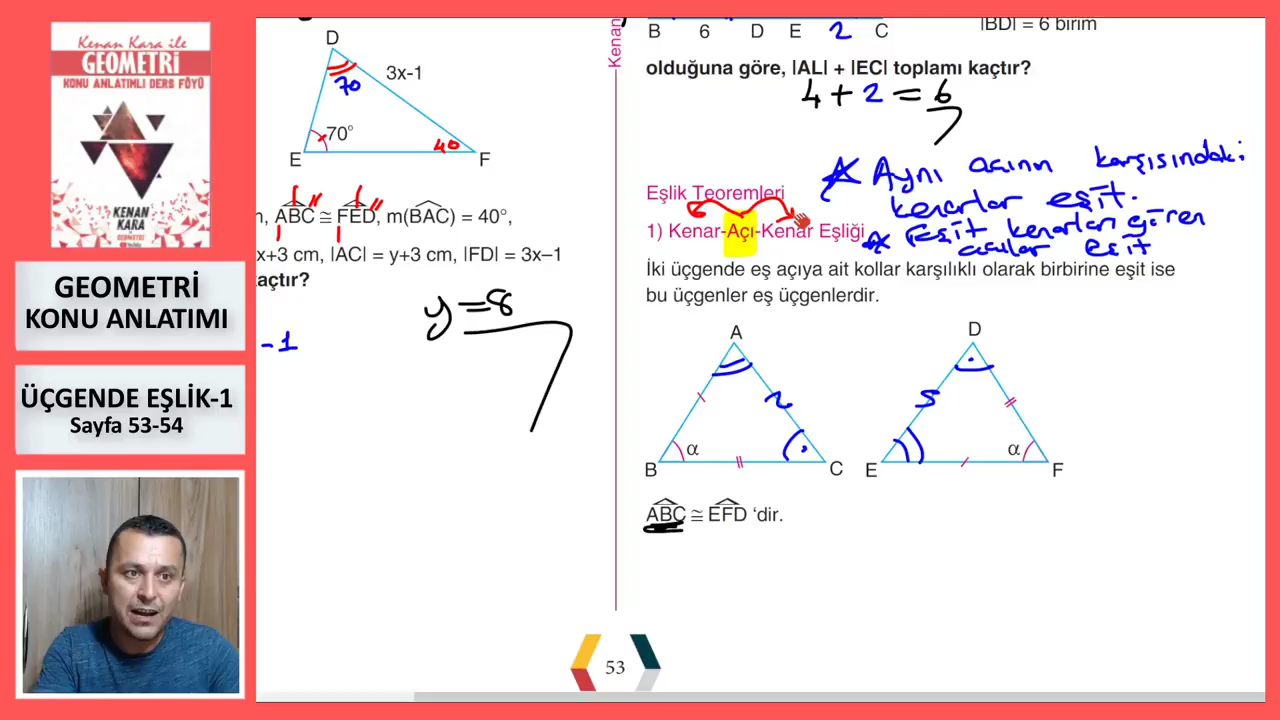 Kenan Kara ile
GEOMETRİ
KONU ANLATIMLI DERS FÖYÜ
KENAN
KARA
GEOMETRİ
KONU ANLATIMI
ÜÇGENDE EŞLİK-1
Sayfa 53-54
D
3x-1
70
70°
40
E
F
ABC ≅ FED, m(BAC) = 40°,
x+3 cm, |AC| = y+3 cm, |FD| = 3x–1
kaçtır?
-1
y=8
Kenan
B 6 D E 2 C
|BD| = 6 birim
olduğuna göre, |AL| + |EC| toplamı kaçtır?
4+2=6
Aynı açının karşısındaki
kenarlar eşit.
Eşit kenarları gören
açılar eşit
Eşlik Teoremleri
1) Kenar-Açı-Kenar Eşliği
İki üçgende eş açıya ait kollar karşılıklı olarak birbirine eşit ise
bu üçgenler eş üçgenlerdir.
A
D
2
5
α
α
B
C
E
F
ABC ≅ EFD ‘dir.
53